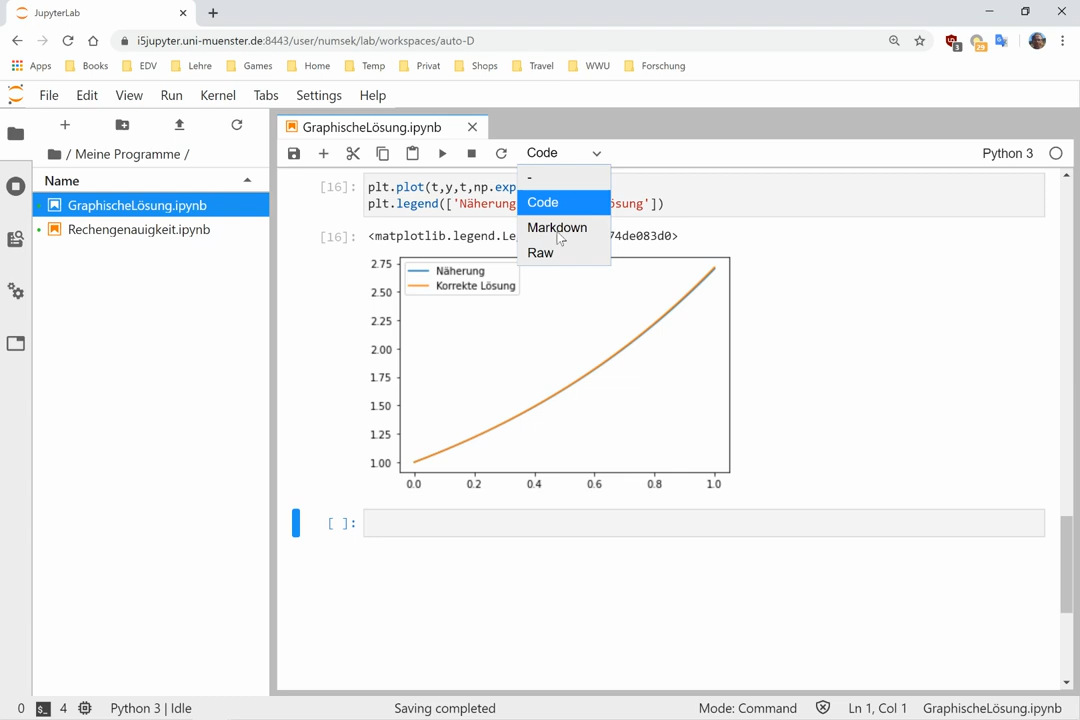 JupyterLab
i5jupyter.uni-muenster.de:8443/user/numsek/lab/workspaces/auto-D
3
29
Apps Books EDV Lehre Games Home Temp Privat Shops Travel WWU Forschung
File Edit View Run Kernel Tabs Settings Help
GraphischeLösung.ipynb
/ Meine Programme /
Code
Python 3
Name
-
Code
Markdown
Raw
GraphischeLösung.ipynb
Rechengenauigkeit.ipynb
[16]: plt.plot(t,y,t,np.exp
plt.legend(['Näherung ösung'])
[16]: <matplotlib.legend.Le 74de083d0>
Näherung
Korrekte Lösung
2.75
2.50
2.25
2.00
1.75
1.50
1.25
1.00
0.0 0.2 0.4 0.6 0.8 1.0
[ ]:
0 $_ 4 Python 3 | Idle Saving completed Mode: Command Ln 1, Col 1 GraphischeLösung.ipynb